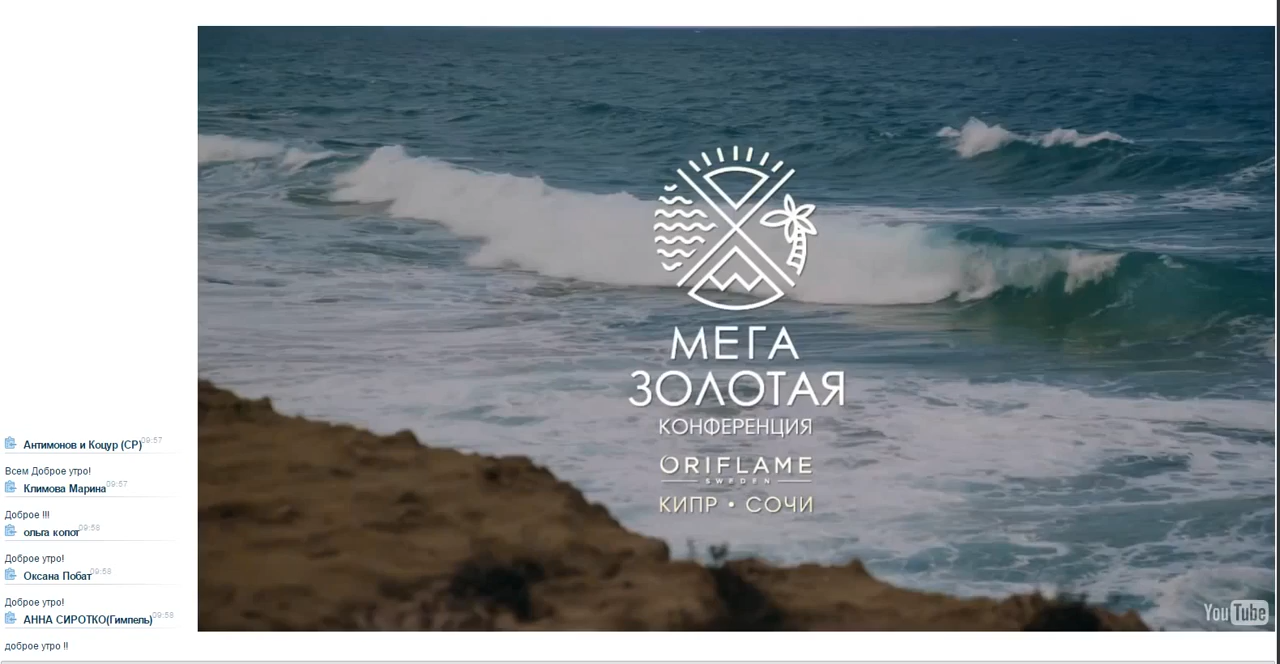 Антимонов и Коцур (СР) 09:57
Всем Доброе утро!
Климова Марина 09:57
Доброе !!!
ольга копот 09:58
Доброе утро!
Оксана Побат 09:58
Доброе утро!
АННА СИРОТКО(Гимпель) 09:58
доброе утро !!
МЕГА
ЗОЛОТАЯ
КОНФЕРЕНЦИЯ
ORIFLAME
SWEDEN
КИПР • СОЧИ
YouTube